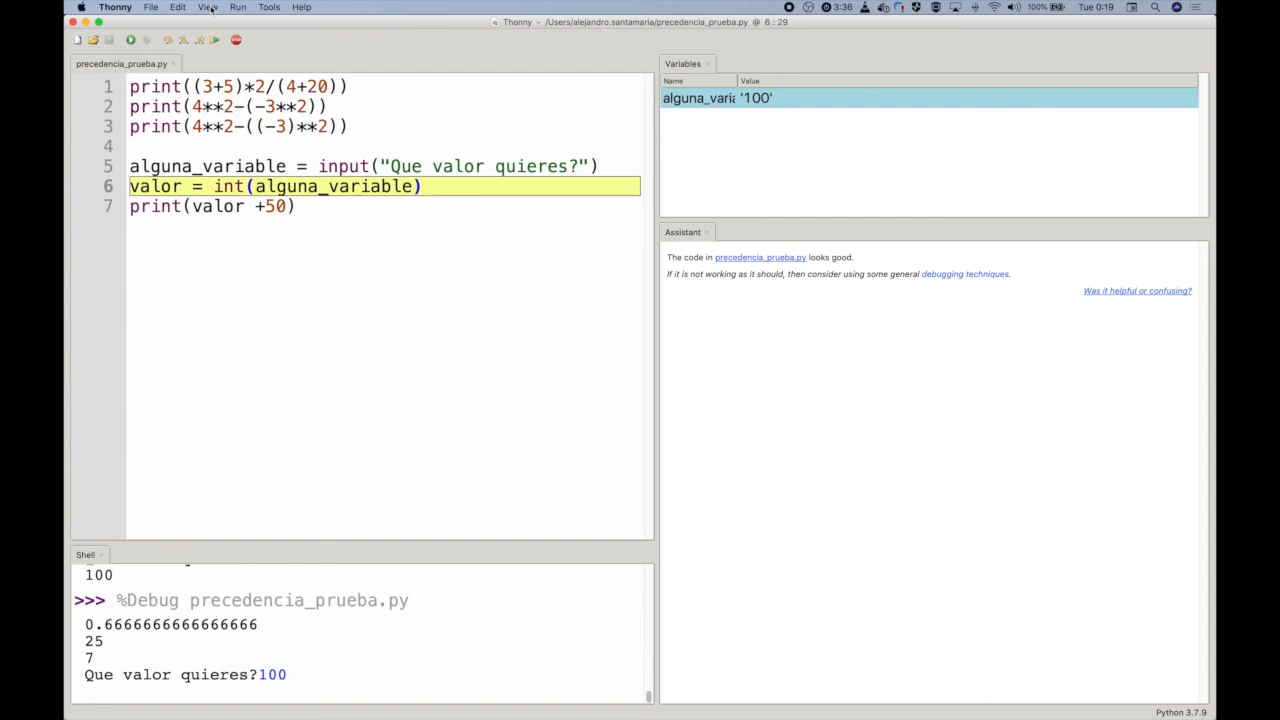 Thonny File Edit View Run Tools Help 3:36 100% Tue 0:19
Thonny - /Users/alejandro.santamaria/precedencia_prueba.py @ 6 : 29
precedencia_prueba.py ×
1 print((3+5)*2/(4+20))
2 print(4**2-(-3**2))
3 print(4**2-((-3)**2))
4
5 alguna_variable = input("Que valor quieres?")
6 valor = int(alguna_variable)
7 print(valor +50)
Shell ×
100
>>> %Debug precedencia_prueba.py
0.6666666666666666
25
7
Que valor quieres?100
Variables ×
Name Value
alguna_varia '100'
Assistant ×
The code in precedencia_prueba.py looks good.
If it is not working as it should, then consider using some general debugging techniques.
Was it helpful or confusing?
Python 3.7.9